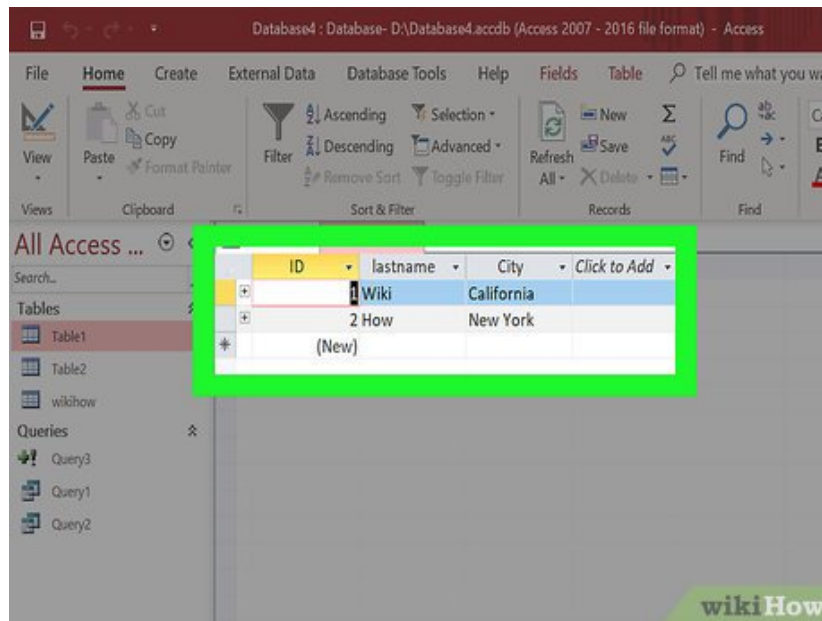 Database4 : Database- D:\Database4.accdb (Access 2007 - 2016 file format) - Access
File Home Create External Data Database Tools Help Fields Table Tell me what you wa
View
Paste
Cut
Copy
Format Painter
Filter
Ascending
Descending
Remove Sort
Selection
Advanced
Toggle Filter
Refresh All
New
Save
Delete
Find
Views Clipboard Sort & Filter Records Find
All Access ...
Search...
Tables
Table1
Table2
wikihow
Queries
Query3
Query1
Query2
ID lastname City Click to Add
1 Wiki California
2 How New York
(New)
wikiHow